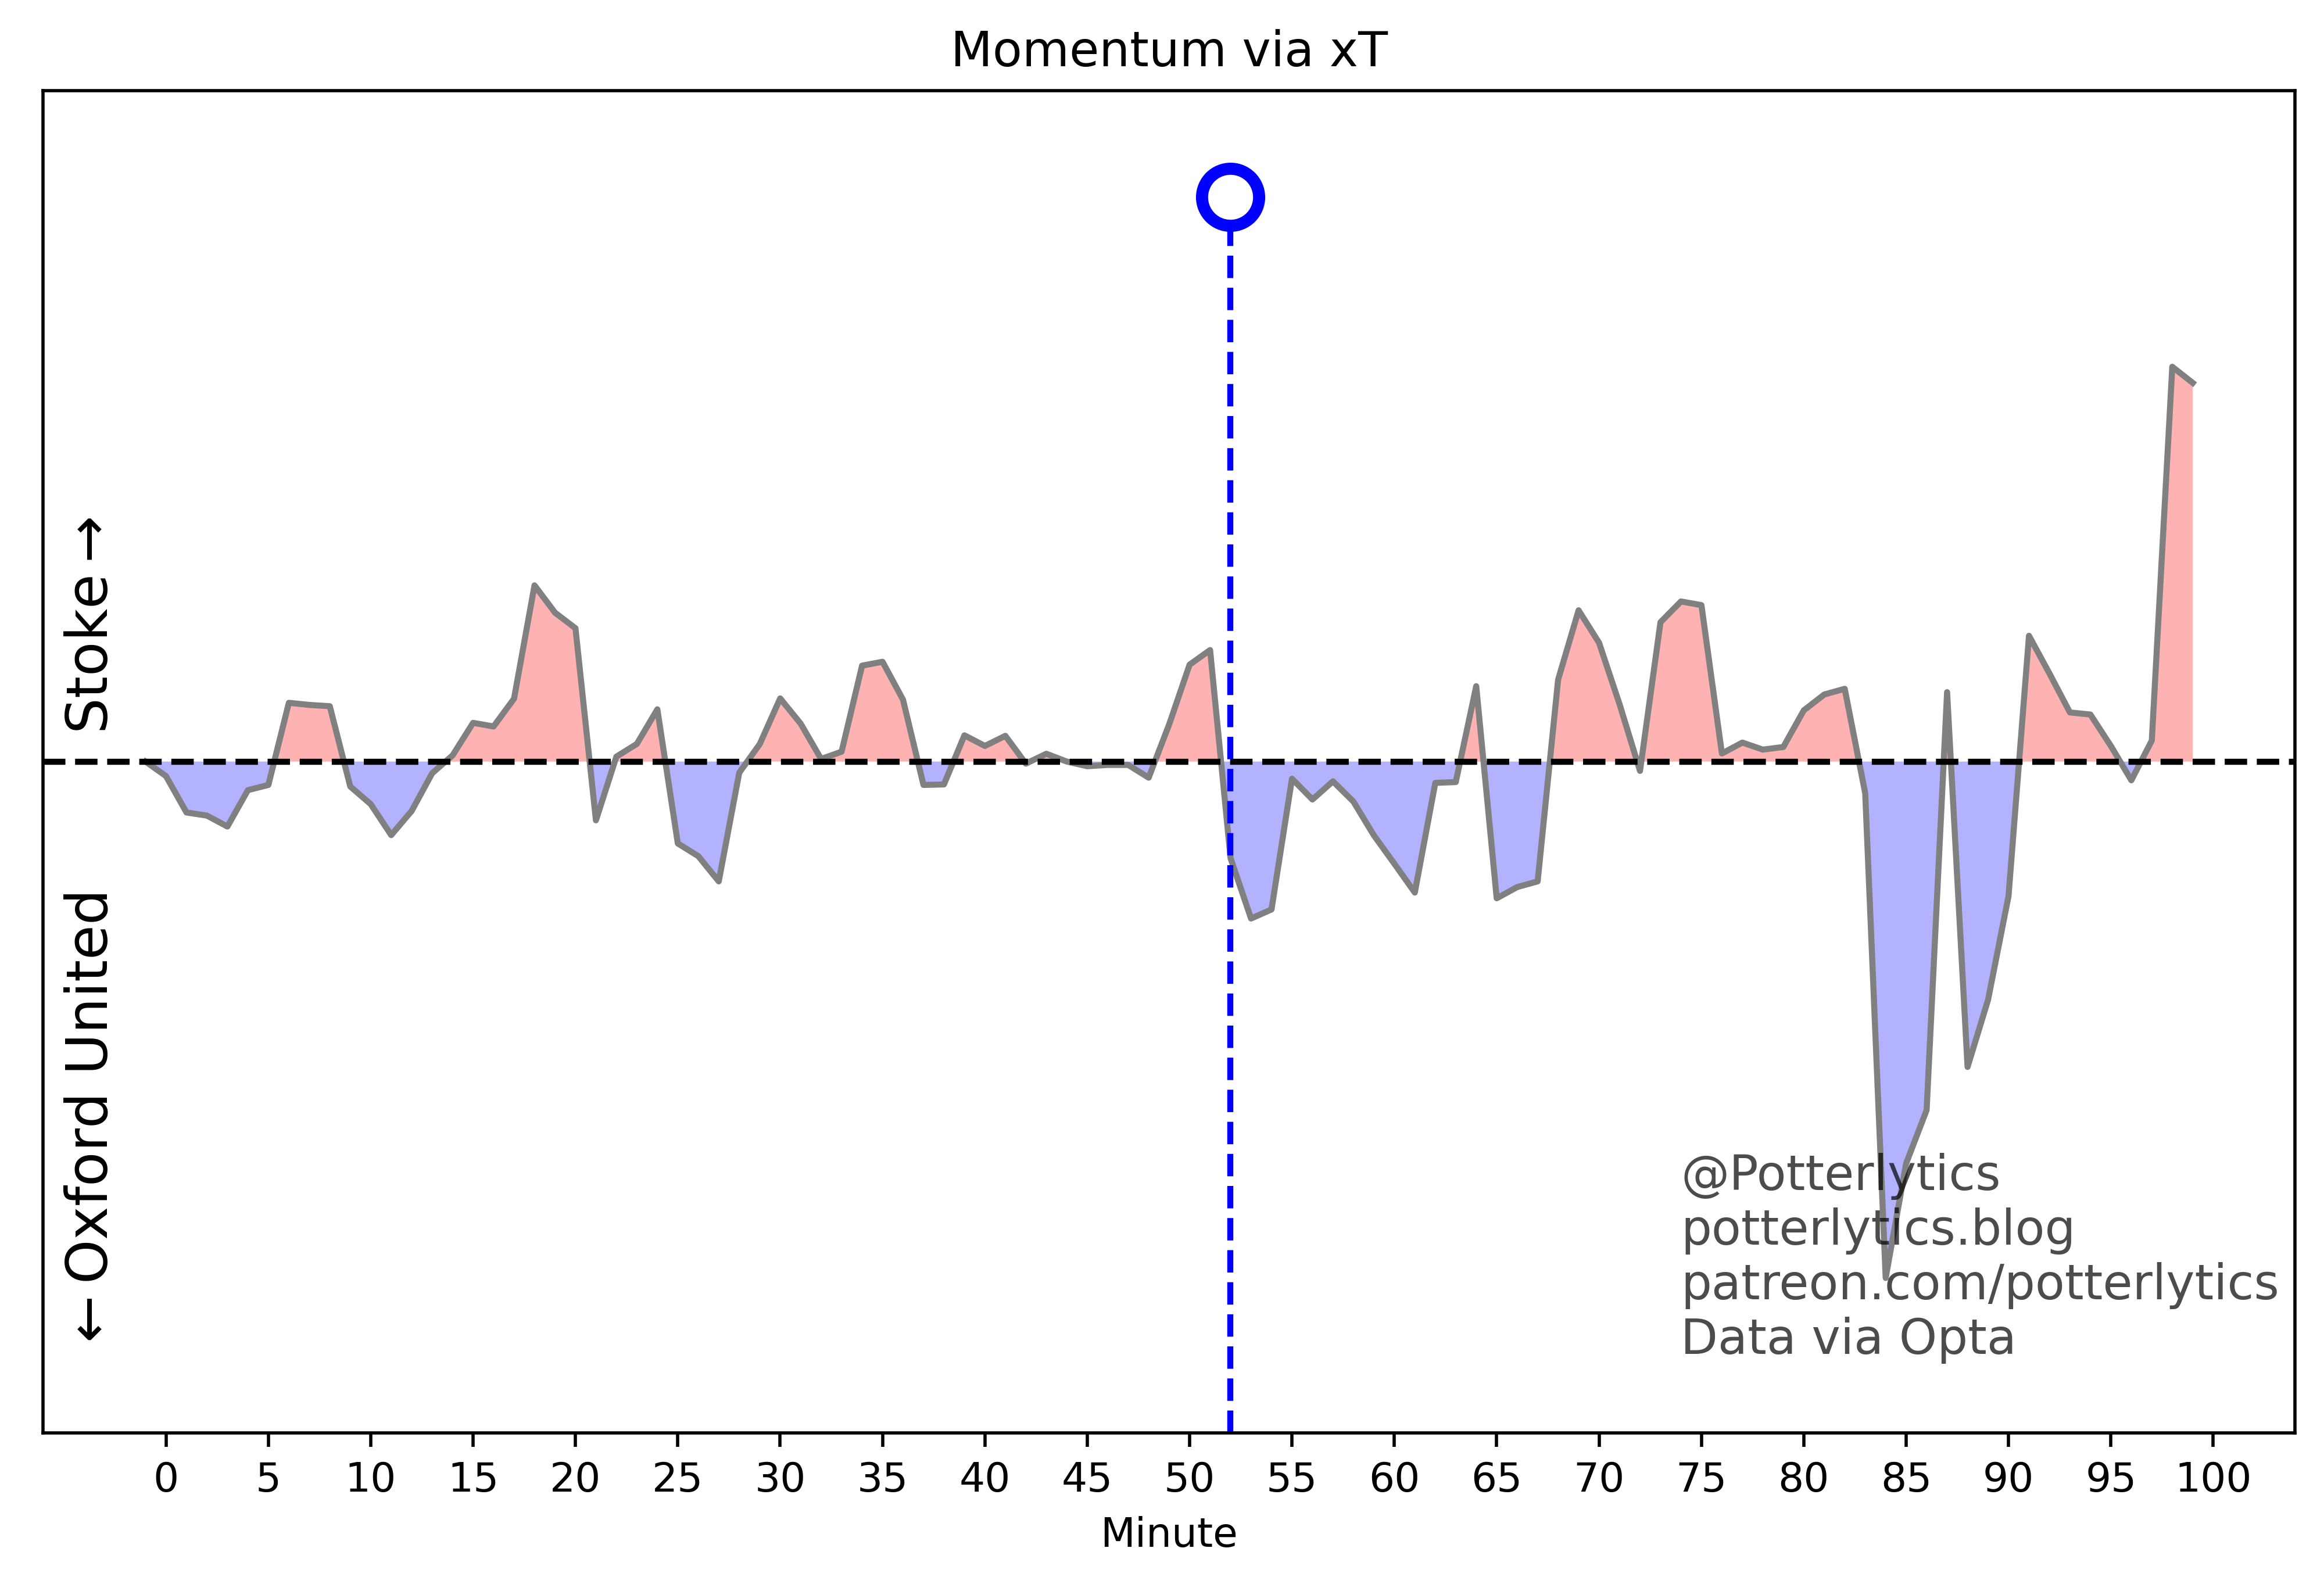 Momentum via xT
Stoke →
← Oxford United
@Potterlytics
potterlytics.blog
patreon.com/potterlytics
Data via Opta
0 5 10 15 20 25 30 35 40 45 50 55 60 65 70 75 80 85 90 95 100
Minute